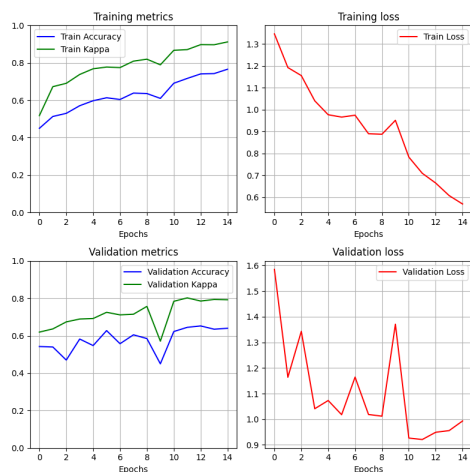 Training metrics
Train Accuracy
Train Kappa
1.0
0.8
0.6
0.4
0.2
0.0
0 2 4 6 8 10 12 14
Epochs
Training loss
Train Loss
1.3
1.2
1.1
1.0
0.9
0.8
0.7
0.6
0 2 4 6 8 10 12 14
Epochs
Validation metrics
Validation Accuracy
Validation Kappa
1.0
0.8
0.6
0.4
0.2
0.0
0 2 4 6 8 10 12 14
Epochs
Validation loss
Validation Loss
1.6
1.5
1.4
1.3
1.2
1.1
1.0
0.9
0 2 4 6 8 10 12 14
Epochs